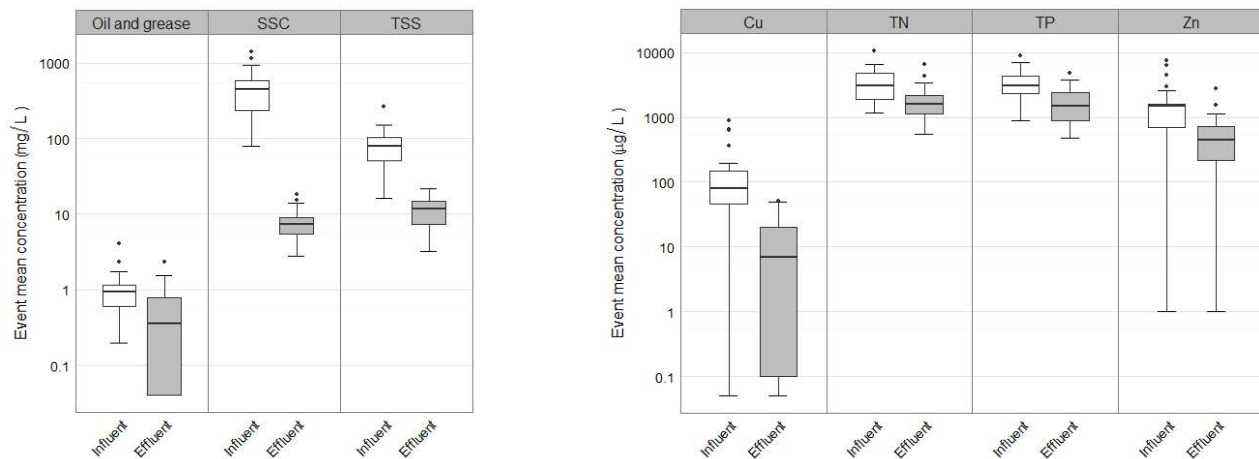 Oil and grease SSC TSS
Event mean concentration (mg/L)
1000
100
10
1
0.1
Influent Effluent Influent Effluent Influent Effluent
Cu TN TP Zn
Event mean concentration (µg/L)
10000
1000
100
10
1
0.1
Influent Effluent Influent Effluent Influent Effluent Influent Effluent